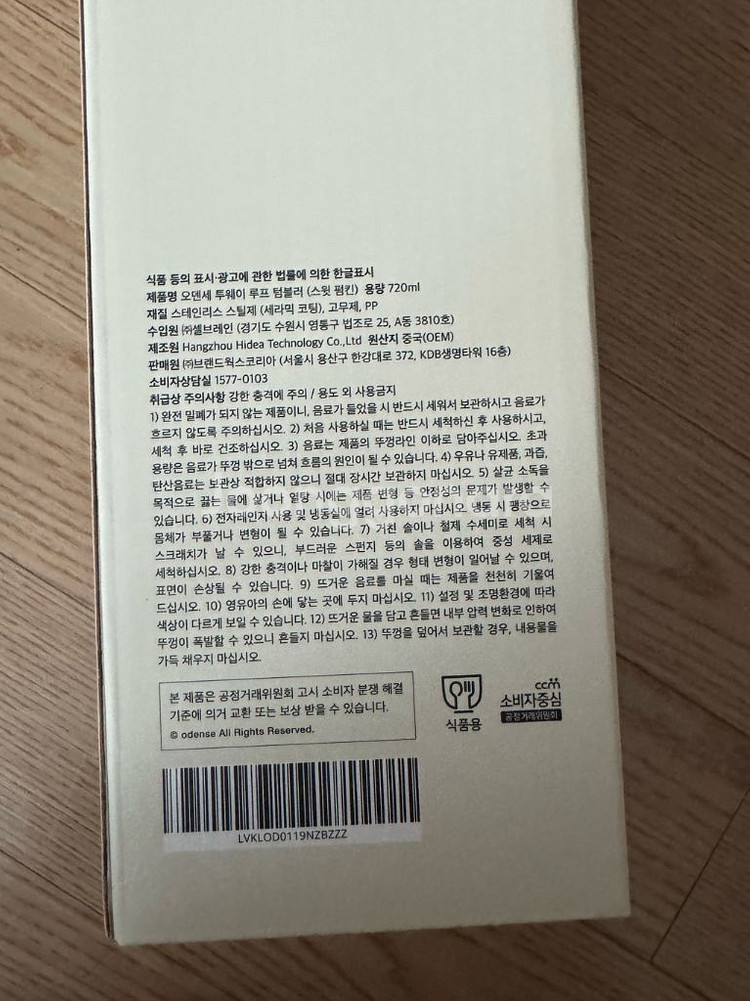 식품 등의 표시·광고에 관한 법률에 의한 한글표시
제품명 오덴세 투웨이 루프 텀블러 (스윗 펌킨) 용량 720ml
재질 스테인리스 스틸제 (세라믹 코팅), 고무제, PP
수입원 ㈜셀브레인 (경기도 수원시 영통구 법조로 25, A동 3810호)
제조원 Hangzhou Hidea Technology Co.,Ltd 원산지 중국(OEM)
판매원 ㈜브랜드웍스코리아 (서울시 용산구 한강대로 372, KDB생명타워 16층)
소비자상담실 1577-0103
취급상 주의사항 강한 충격에 주의 / 용도 외 사용금지
1) 완전 밀폐가 되지 않는 제품이니, 음료가 들었을 시 반드시 세워서 보관하시고 음료가
흐르지 않도록 주의하십시오. 2) 처음 사용하실 때는 반드시 세척하신 후 사용하시고,
세척 후 바로 건조하십시오. 3) 음료는 제품의 뚜껑라인 이하로 담아주십시오. 초과
용량은 음료가 뚜껑 밖으로 넘쳐 흐름의 원인이 될 수 있습니다. 4) 우유나 유제품, 과즙,
탄산음료는 보관상 적합하지 않으니 절대 장시간 보관하지 마십시오. 5) 살균 소독을
목적으로 끓는 물에 삶거나 열탕 시에는 제품 변형 등 안정성의 문제가 발생할 수
있습니다. 6) 전자레인지 사용 및 냉동실에 얼려 사용하지 마십시오. 냉동 시 팽창으로
몸체가 부풀거나 변형이 될 수 있습니다. 7) 거친 솔이나 철제 수세미로 세척 시
스크래치가 날 수 있으니, 부드러운 스펀지 등의 솔을 이용하여 중성 세제로
세척하십시오. 8) 강한 충격이나 마찰이 가해질 경우 형태 변형이 일어날 수 있으며,
표면이 손상될 수 있습니다. 9) 뜨거운 음료를 마실 때는 제품을 천천히 기울여
드십시오. 10) 영유아의 손에 닿는 곳에 두지 마십시오. 11) 설정 및 조명환경에 따라
색상이 다르게 보일 수 있습니다. 12) 뜨거운 물을 담고 흔들면 내부 압력 변화로 인하여
뚜껑이 폭발할 수 있으니 흔들지 마십시오. 13) 뚜껑을 덮어서 보관할 경우, 내용물을
가득 채우지 마십시오.
본 제품은 공정거래위원회 고시 소비자 분쟁 해결
기준에 의거 교환 또는 보상 받을 수 있습니다.
© odense All Rights Reserved.
식품용
ccm
소비자중심
공정거래위원회
LVKLOD0119NZBZZZ